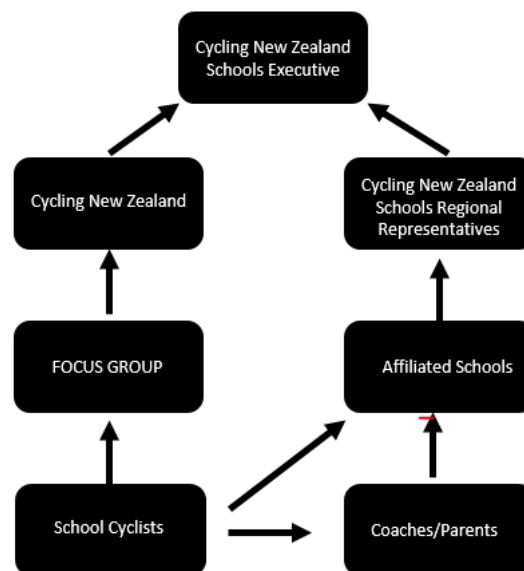 Cycling New Zealand
Schools Executive
Cycling New Zealand
Cycling New Zealand
Schools Regional
Representatives
FOCUS GROUP
Affiliated Schools
School Cyclists
Coaches/Parents